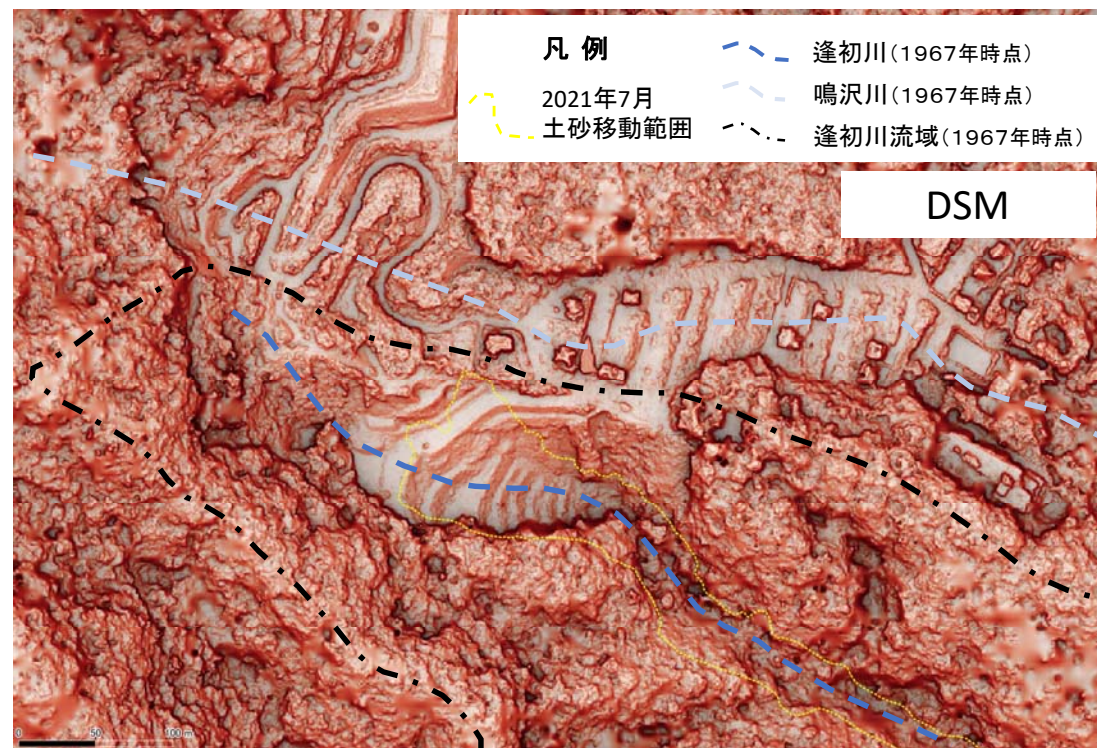 凡 例
2021年7月
土砂移動範囲
逢初川(1967年時点)
鳴沢川(1967年時点)
逢初川流域(1967年時点)
DSM
0 50 100 m